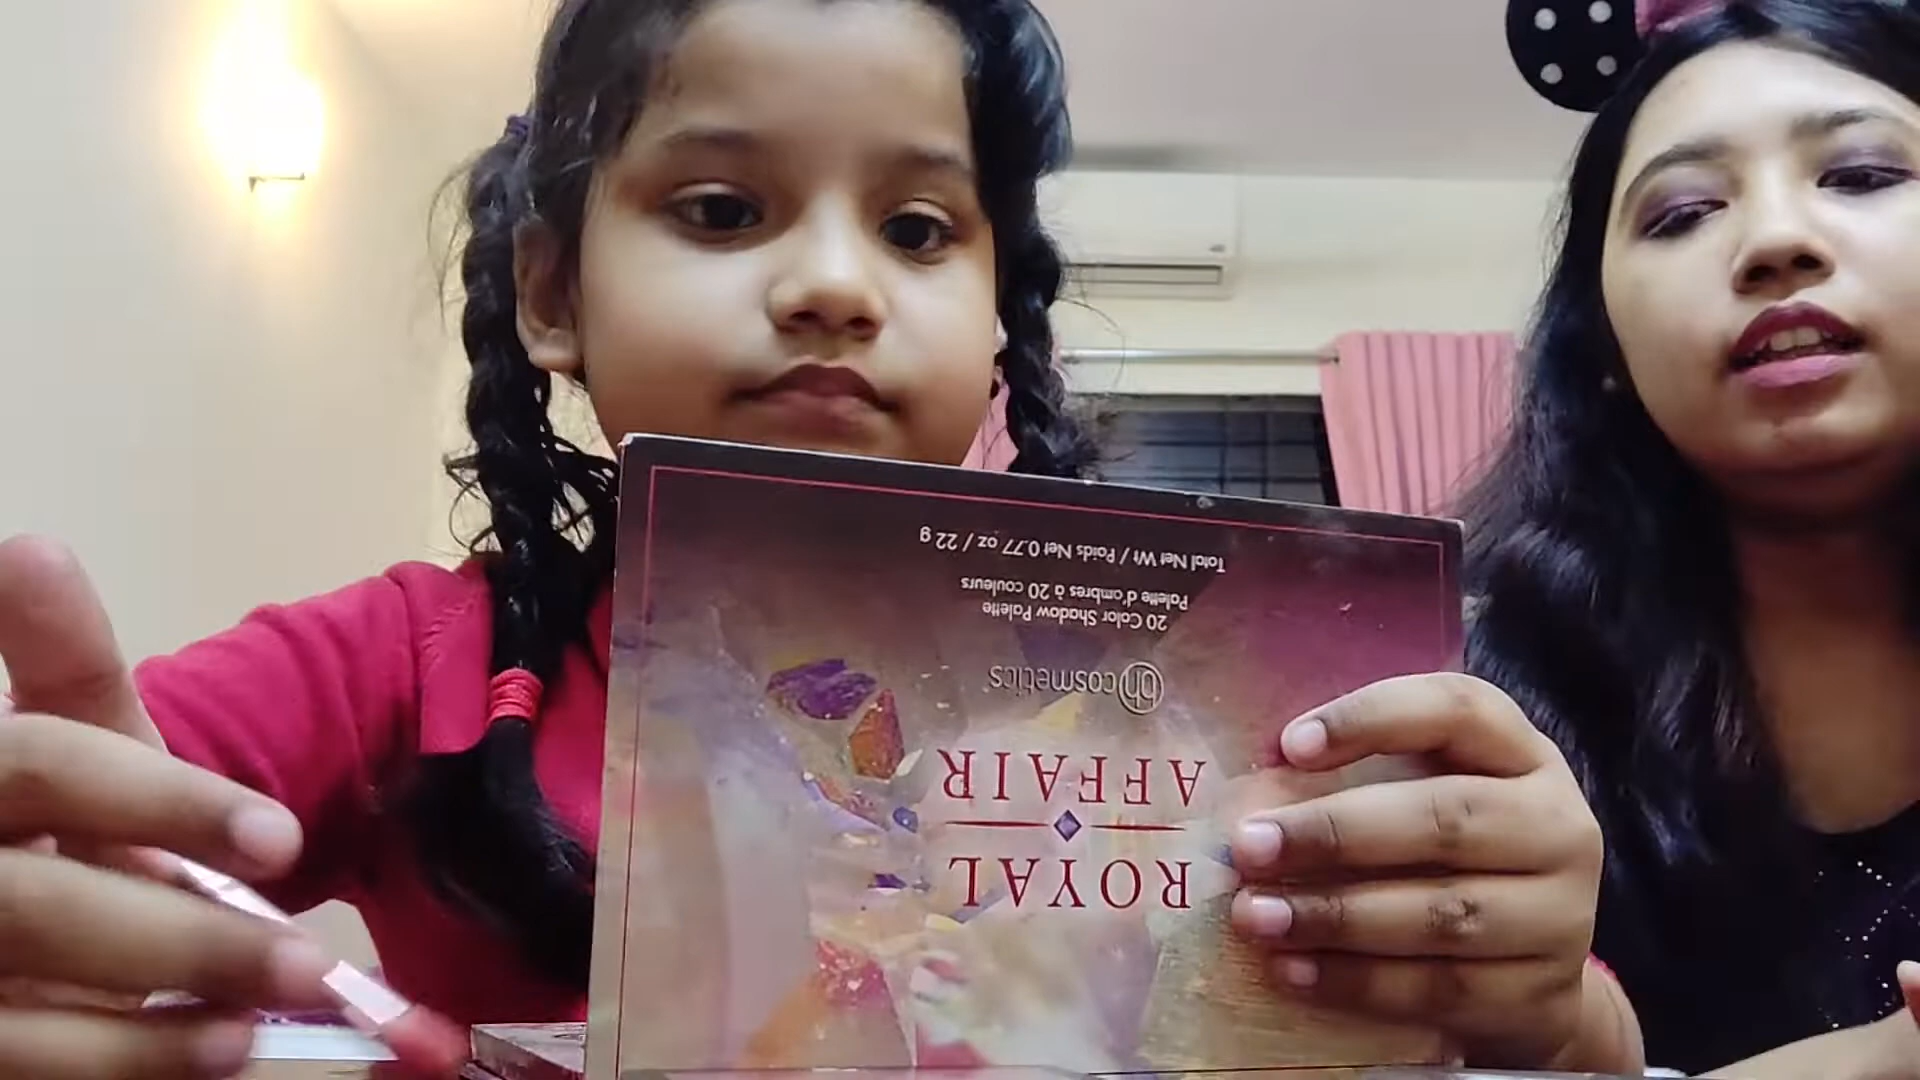 ROYAL
AFFAIR
bh cosmetics
20 Color Shadow Palette
Palette d'ombres à 20 couleurs
Total Net Wt / Poids Net 0.77 oz / 22 g